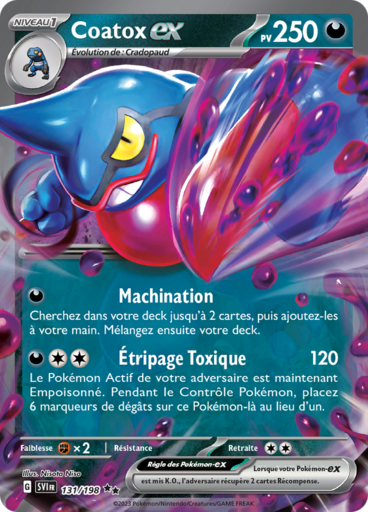 NIVEAU 1
Coatox ex
PV 250
Évolution de : Cradopaud
Machination
Cherchez dans votre deck jusqu'à 2 cartes, puis ajoutez-les
à votre main. Mélangez ensuite votre deck.
Étripage Toxique 120
Le Pokémon Actif de votre adversaire est maintenant
Empoisonné. Pendant le Contrôle Pokémon, placez
6 marqueurs de dégâts sur ce Pokémon-là au lieu d'un.
Faiblesse ×2 Résistance Retraite
Illus. Nisota Niso
Règle des Pokémon-ex
Lorsque votre Pokémon-ex
est mis K.O., l'adversaire récupère 2 cartes Récompense.
G SVI FR 131/198
©2023 Pokémon/Nintendo/Creatures/GAME FREAK